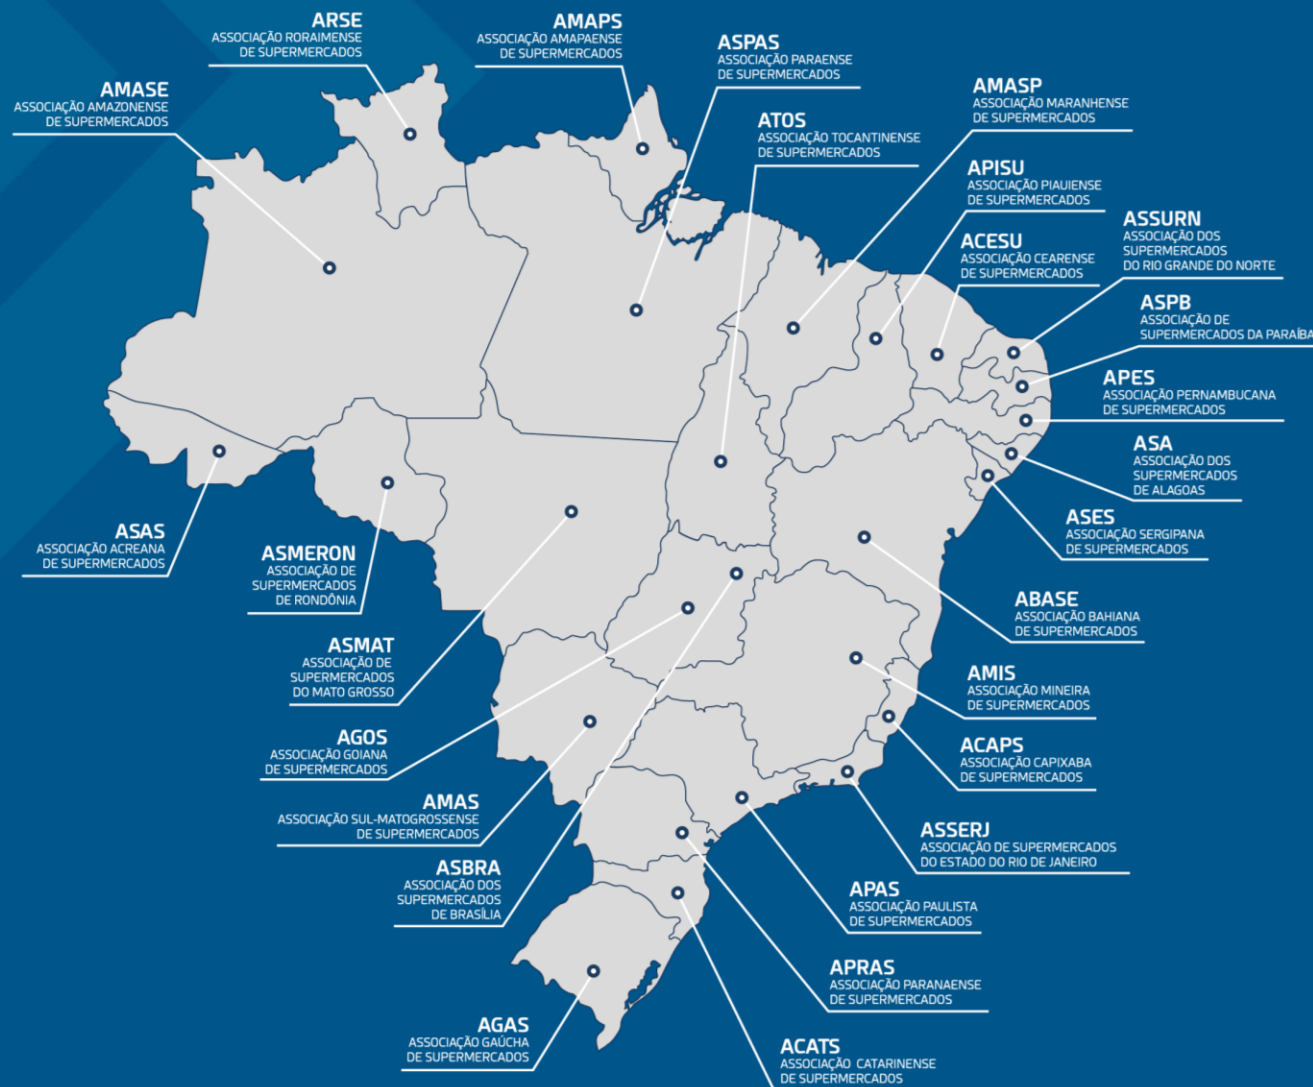 ARSE
ASSOCIAÇÃO RORAIMENSE
DE SUPERMERCADOS
AMAPS
ASSOCIAÇÃO AMAPAENSE
DE SUPERMERCADOS
ASPAS
ASSOCIAÇÃO PARAENSE
DE SUPERMERCADOS
AMASE
ASSOCIAÇÃO AMAZONENSE
DE SUPERMERCADOS
AMASP
ASSOCIAÇÃO MARANHENSE
DE SUPERMERCADOS
ATOS
ASSOCIAÇÃO TOCANTINENSE
DE SUPERMERCADOS
APISU
ASSOCIAÇÃO PIAUIENSE
DE SUPERMERCADOS
ASSURN
ASSOCIAÇÃO DOS
SUPERMERCADOS
DO RIO GRANDE DO NORTE
ACESU
ASSOCIAÇÃO CEARENSE
DE SUPERMERCADOS
ASPB
ASSOCIAÇÃO DE
SUPERMERCADOS DA PARAÍBA
APES
ASSOCIAÇÃO PERNAMBUCANA
DE SUPERMERCADOS
ASA
ASSOCIAÇÃO DOS
SUPERMERCADOS
DE ALAGOAS
ASES
ASSOCIAÇÃO SERGIPANA
DE SUPERMERCADOS
ASAS
ASSOCIAÇÃO ACREANA
DE SUPERMERCADOS
ASMERON
ASSOCIAÇÃO DE
SUPERMERCADOS
DE RONDÔNIA
ABASE
ASSOCIAÇÃO BAHIANA
DE SUPERMERCADOS
ASMAT
ASSOCIAÇÃO DE
SUPERMERCADOS
DO MATO GROSSO
AMIS
ASSOCIAÇÃO MINEIRA
DE SUPERMERCADOS
AGOS
ASSOCIAÇÃO GOIANA
DE SUPERMERCADOS
ACAPS
ASSOCIAÇÃO CAPIXABA
DE SUPERMERCADOS
AMAS
ASSOCIAÇÃO SUL-MATOGROSSENSE
DE SUPERMERCADOS
ASSERJ
ASSOCIAÇÃO DE SUPERMERCADOS
DO ESTADO DO RIO DE JANEIRO
ASBRA
ASSOCIAÇÃO DOS
SUPERMERCADOS
DE BRASÍLIA
APAS
ASSOCIAÇÃO PAULISTA
DE SUPERMERCADOS
APRAS
ASSOCIAÇÃO PARANAENSE
DE SUPERMERCADOS
AGAS
ASSOCIAÇÃO GAÚCHA
DE SUPERMERCADOS
ACATS
ASSOCIAÇÃO CATARINENSE
DE SUPERMERCADOS